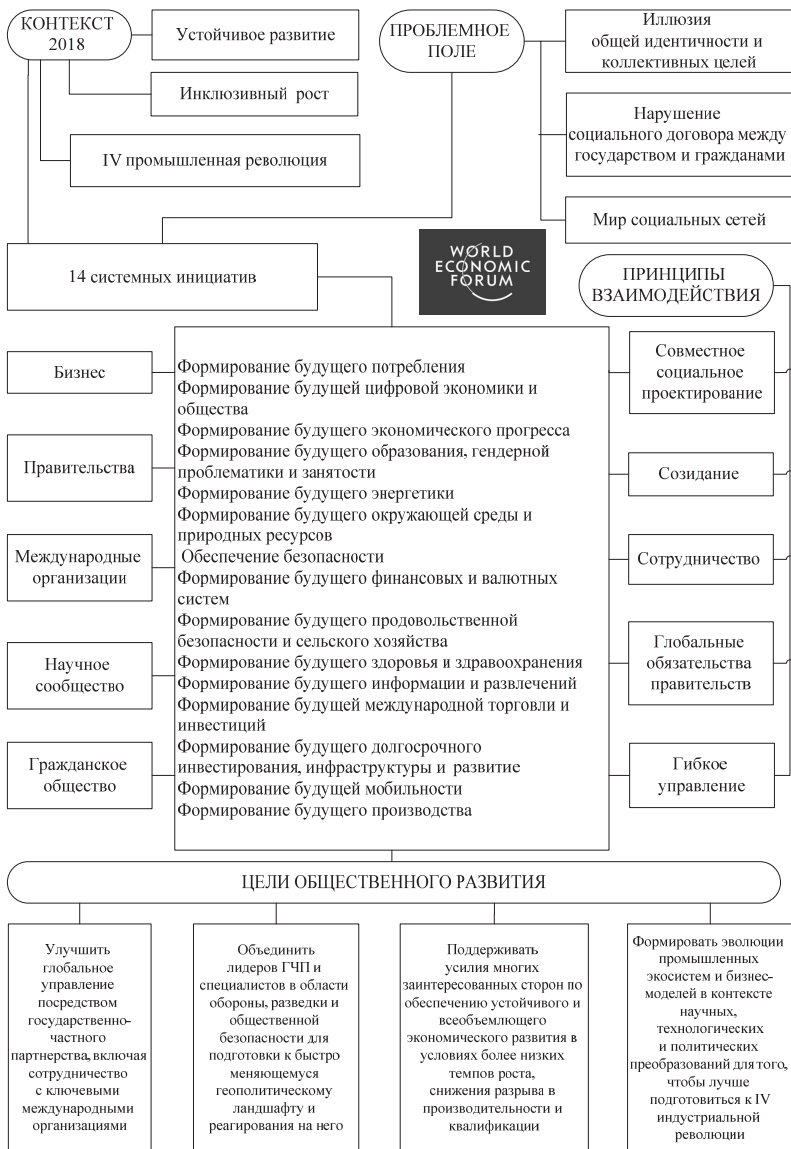 КОНТЕКСТ
2018
Устойчивое развитие
Инклюзивный рост
IV промышленная революция
ПРОБЛЕМНОЕ
ПОЛЕ
Иллюзия
общей идентичности и
коллективных целей
Нарушение
социального договора между
государством и гражданами
Мир социальных сетей
14 системных инициатив
WORLD
ECONOMIC
FORUM
ПРИНЦИПЫ
ВЗАИМОДЕЙСТВИЯ
Бизнес
Правительства
Международные
организации
Научное
сообщество
Гражданское
общество
Формирование будущего потребления
Формирование будущей цифровой экономики и
общества
Формирование будущего экономического прогресса
Формирование будущего образования, гендерной
проблематики и занятости
Формирование будущего энергетики
Формирование будущего окружающей среды и
природных ресурсов
Обеспечение безопасности
Формирование будущего финансовых и валютных
систем
Формирование будущего продовольственной
безопасности и сельского хозяйства
Формирование будущего здоровья и здравоохранения
Формирование будущего информации и развлечений
Формирование будущей международной торговли и
инвестиций
Формирование будущего долгосрочного
инвестирования, инфраструктуры и развитие
Формирование будущей мобильности
Формирование будущего производства
Совместное
социальное
проектирование
Созидание
Сотрудничество
Глобальные
обязательства
правительств
Гибкое
управление
ЦЕЛИ ОБЩЕСТВЕННОГО РАЗВИТИЯ
Улучшить
глобальное
управление
посредством
государственно-
частного
партнерства, включая
сотрудничество
с ключевыми
международными
организациями
Объединить
лидеров ГЧП и
специалистов в области
обороны, разведки и
общественной
безопасности для
подготовки к быстро
меняющемуся
геополитическому
ландшафту и
реагирования на него
Поддерживать
усилия многих
заинтересованных сторон по
обеспечению устойчивого и
всеобъемлющего
экономического развития в
условиях более низких
темпов роста,
снижения разрыва в
производительности и
квалификации
Формировать эволюции
промышленных
экосистем и бизнес-
моделей в контексте
научных,
технологических
и политических
преобразований для того,
чтобы лучше
подготовиться к IV
индустриальной
революции